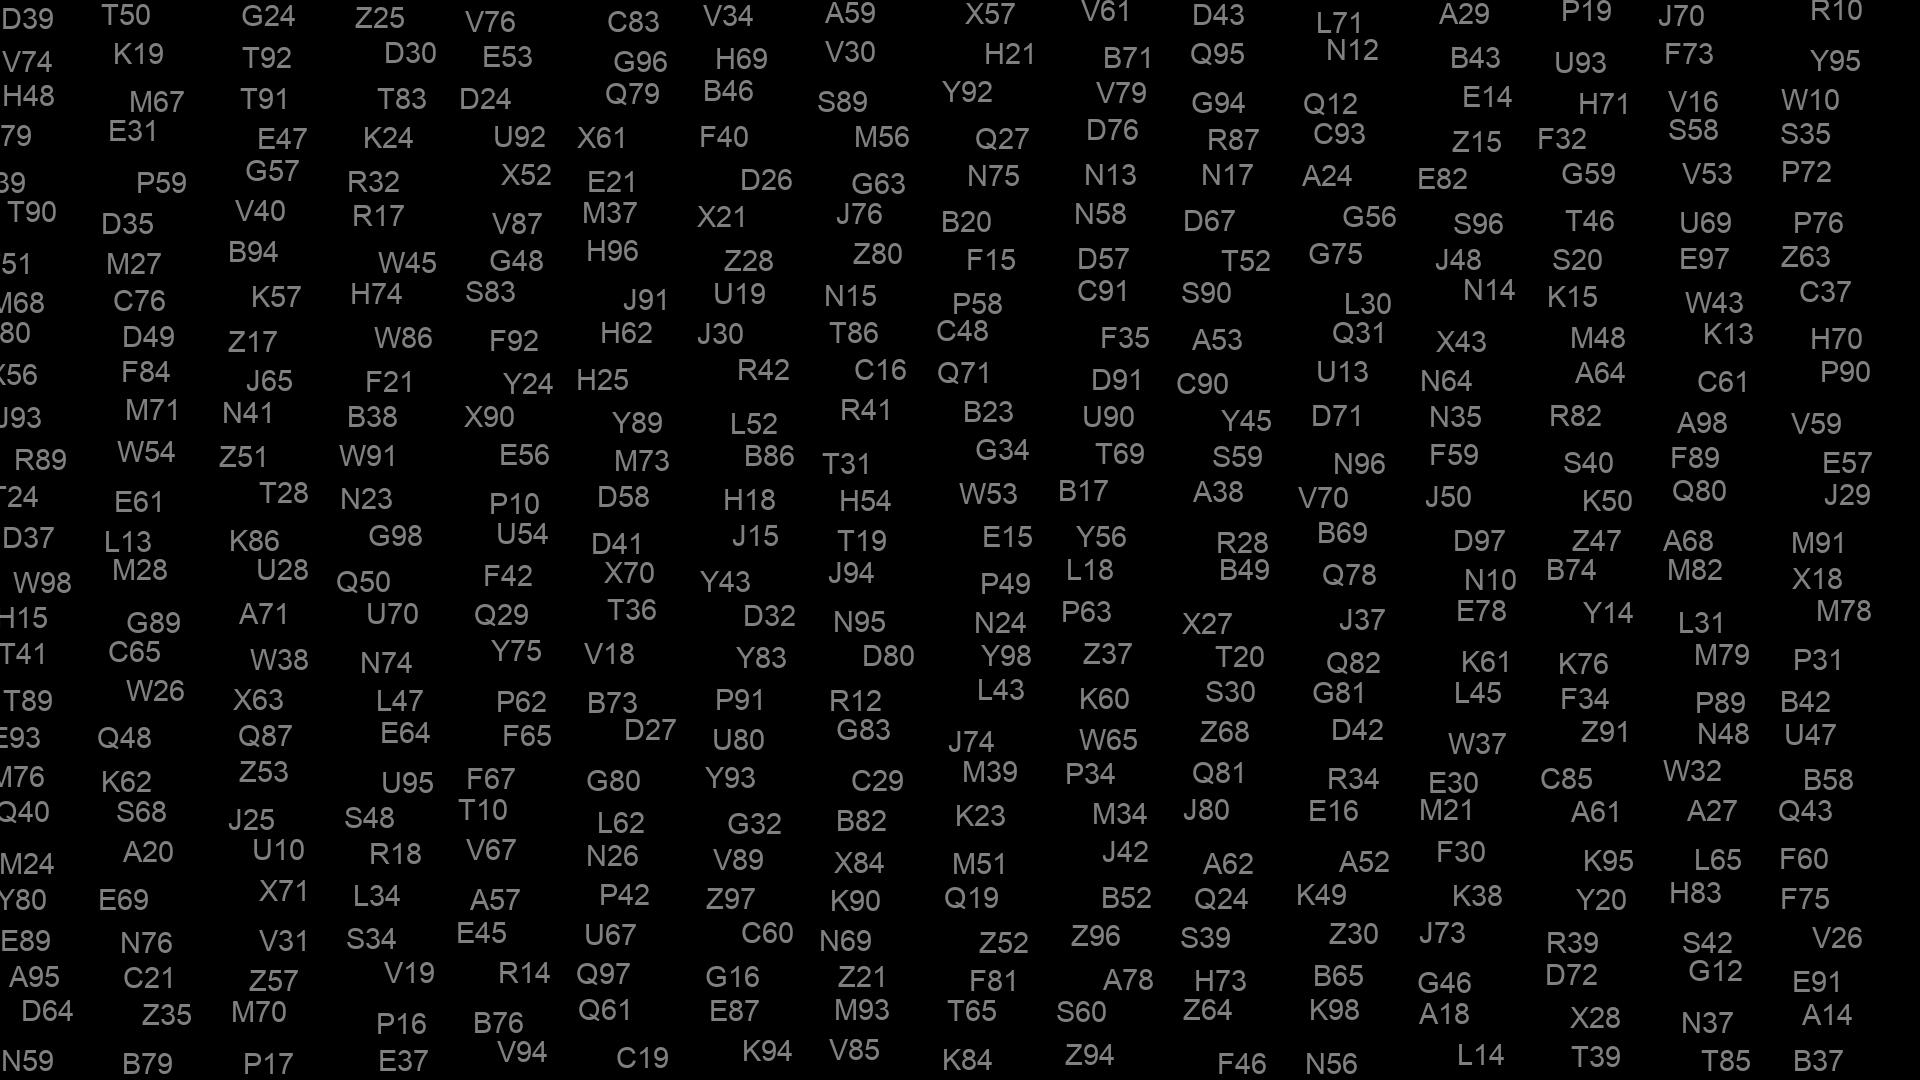 D39 T50 G24 Z25 V76 C83 V34 A59 X57 V61 D43 L71 A29 P19 J70 R10
V74 K19 T92 D30 E53 G96 H69 V30 H21 B71 Q95 N12 B43 U93 F73 Y95
H48 M67 T91 T83 D24 Q79 B46 S89 Y92 V79 G94 Q12 E14 H71 V16 W10
79 E31 E47 K24 U92 X61 F40 M56 Q27 D76 R87 C93 Z15 F32 S58 S35
39 P59 G57 R32 X52 E21 D26 G63 N75 N13 N17 A24 E82 G59 V53 P72
T90 D35 V40 R17 V87 M37 X21 J76 B20 N58 D67 G56 S96 T46 U69 P76
51 M27 B94 W45 G48 H96 Z28 Z80 F15 D57 T52 G75 J48 S20 E97 Z63
M68 C76 K57 H74 S83 J91 U19 N15 P58 C91 S90 L30 N14 K15 W43 C37
80 D49 Z17 W86 F92 H62 J30 T86 C48 F35 A53 Q31 X43 M48 K13 H70
X56 F84 J65 F21 Y24 H25 R42 C16 Q71 D91 C90 U13 N64 A64 C61 P90
J93 M71 N41 B38 X90 Y89 L52 R41 B23 U90 Y45 D71 N35 R82 A98 V59
R89 W54 Z51 W91 E56 M73 B86 T31 G34 T69 S59 N96 F59 S40 F89 E57
T24 E61 T28 N23 P10 D58 H18 H54 W53 B17 A38 V70 J50 K50 Q80 J29
D37 L13 K86 G98 U54 D41 J15 T19 E15 Y56 R28 B69 D97 Z47 A68 M91
W98 M28 U28 Q50 F42 X70 Y43 J94 P49 L18 B49 Q78 N10 B74 M82 X18
H15 G89 A71 U70 Q29 T36 D32 N95 N24 P63 X27 J37 E78 Y14 L31 M78
T41 C65 W38 N74 Y75 V18 Y83 D80 Y98 Z37 T20 Q82 K61 K76 M79 P31
T89 W26 X63 L47 P62 B73 P91 R12 L43 K60 S30 G81 L45 F34 P89 B42
E93 Q48 Q87 E64 F65 D27 U80 G83 J74 W65 Z68 D42 W37 Z91 N48 U47
M76 K62 Z53 U95 F67 G80 Y93 C29 M39 P34 Q81 R34 E30 C85 W32 B58
Q40 S68 J25 S48 T10 L62 G32 B82 K23 M34 J80 E16 M21 A61 A27 Q43
M24 A20 U10 R18 V67 N26 V89 X84 M51 J42 A62 A52 F30 K95 L65 F60
Y80 E69 X71 L34 A57 P42 Z97 K90 Q19 B52 Q24 K49 K38 Y20 H83 F75
E89 N76 V31 S34 E45 U67 C60 N69 Z52 Z96 S39 Z30 J73 R39 S42 V26
A95 C21 Z57 V19 R14 Q97 G16 Z21 F81 A78 H73 B65 G46 D72 G12 E91
D64 Z35 M70 P16 B76 Q61 E87 M93 T65 S60 Z64 K98 A18 X28 N37 A14
N59 B79 P17 E37 V94 C19 K94 V85 K84 Z94 F46 N56 L14 T39 T85 B37